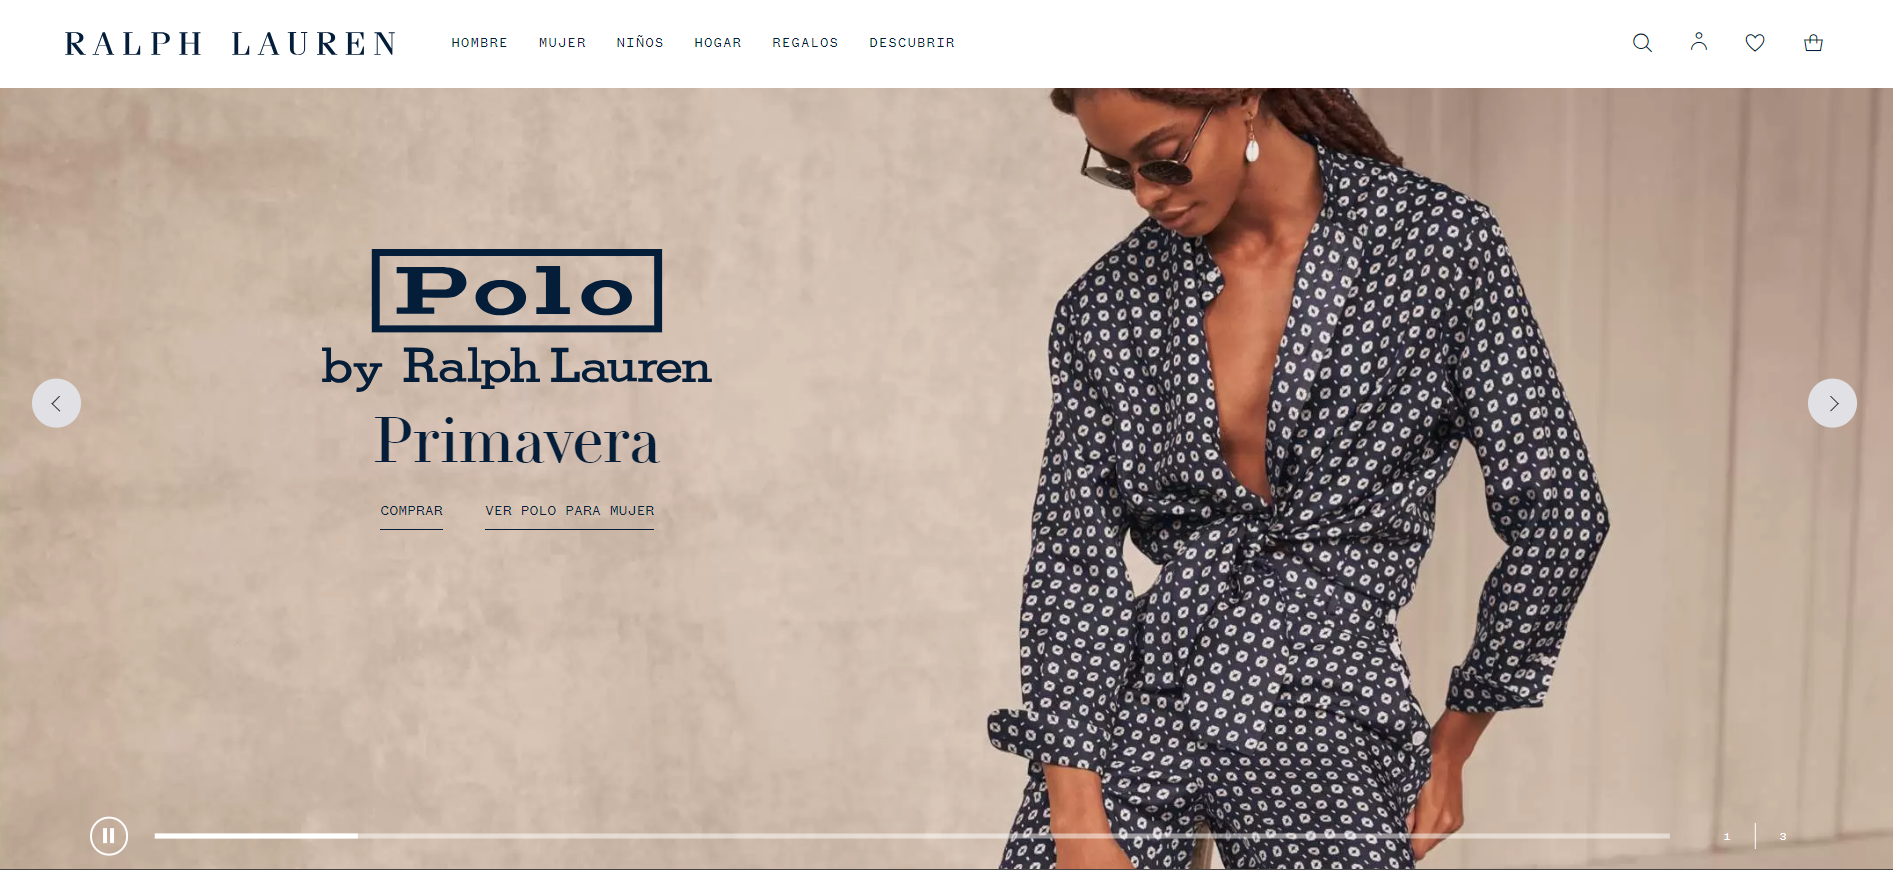 RALPH LAUREN
HOMBRE MUJER NIÑOS HOGAR REGALOS DESCUBRIR
Polo
by Ralph Lauren
Primavera
COMPRAR VER POLO PARA MUJER
1 3